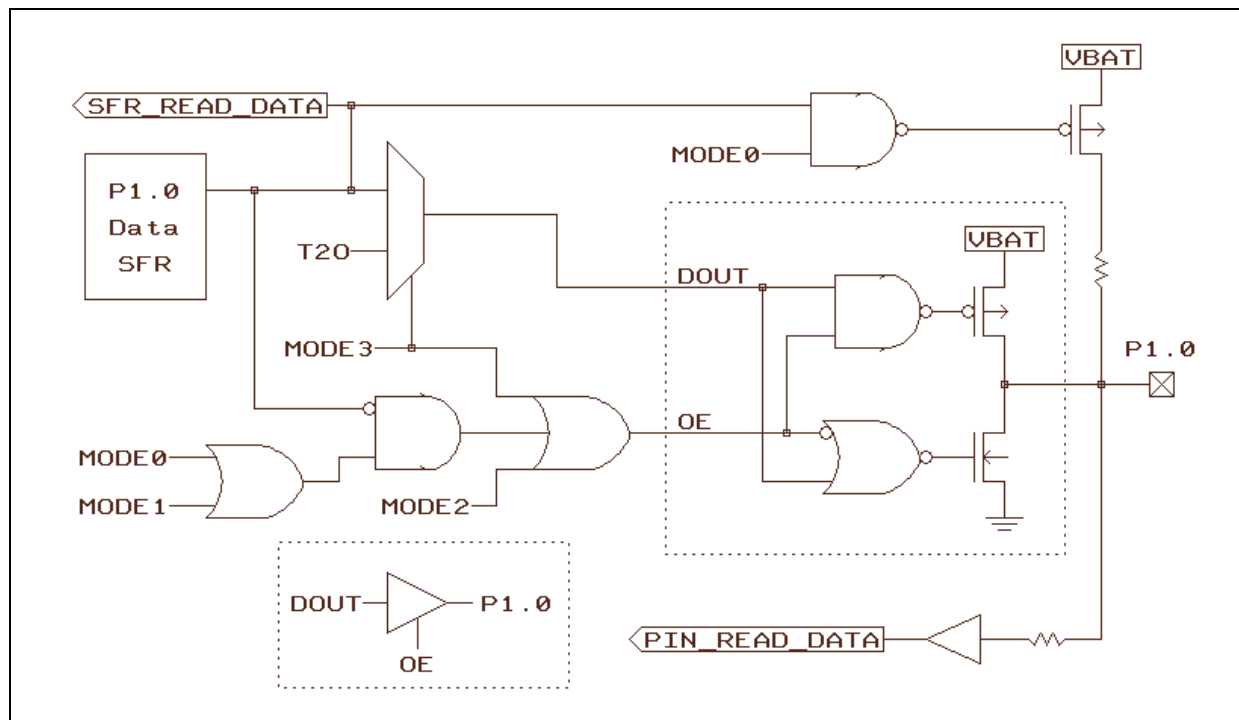 VBAT
SFR_READ_DATA
MODE0
P1.0
Data
SFR
T2O
VBAT
DOUT
MODE3
P1.0
OE
MODE0
MODE1
MODE2
DOUT
P1.0
OE
PIN_READ_DATA